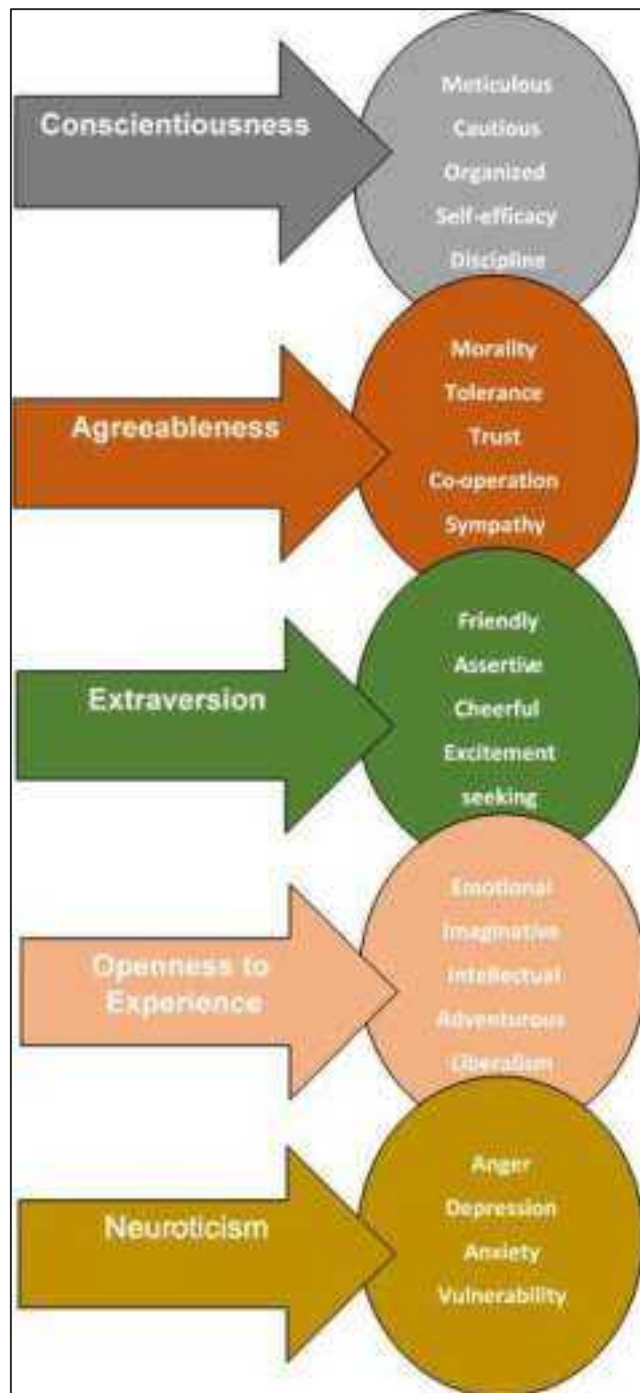 Conscientiousness
Meticulous
Cautious
Organized
Self-efficacy
Discipline
Agreeableness
Morality
Tolerance
Trust
Co-operation
Sympathy
Extraversion
Friendly
Assertive
Cheerful
Excitement
seeking
Openness to
Experience
Emotional
Imaginative
Intellectual
Adventurous
Liberalism
Neuroticism
Anger
Depression
Anxiety
Vulnerability